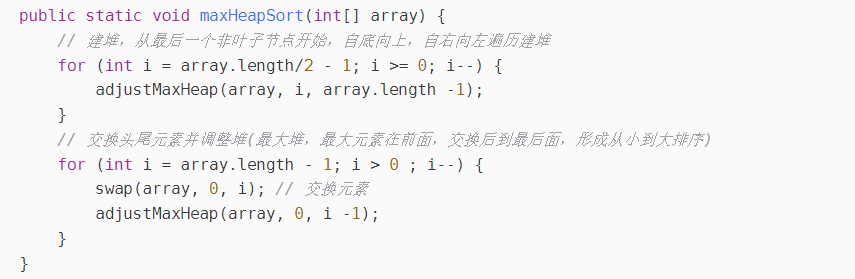 public static void maxHeapSort(int[] array) {
    // 建堆，从最后一个非叶子节点开始，自底向上，自右向左遍历建堆
    for (int i = array.length/2 - 1; i >= 0; i--) {
        adjustMaxHeap(array, i, array.length -1);
    }
    // 交换头尾元素并调整堆(最大堆，最大元素在前面，交换后到最后面，形成从小到大排序)
    for (int i = array.length - 1; i > 0 ; i--) {
        swap(array, 0, i); // 交换元素
        adjustMaxHeap(array, 0, i -1);
    }
}